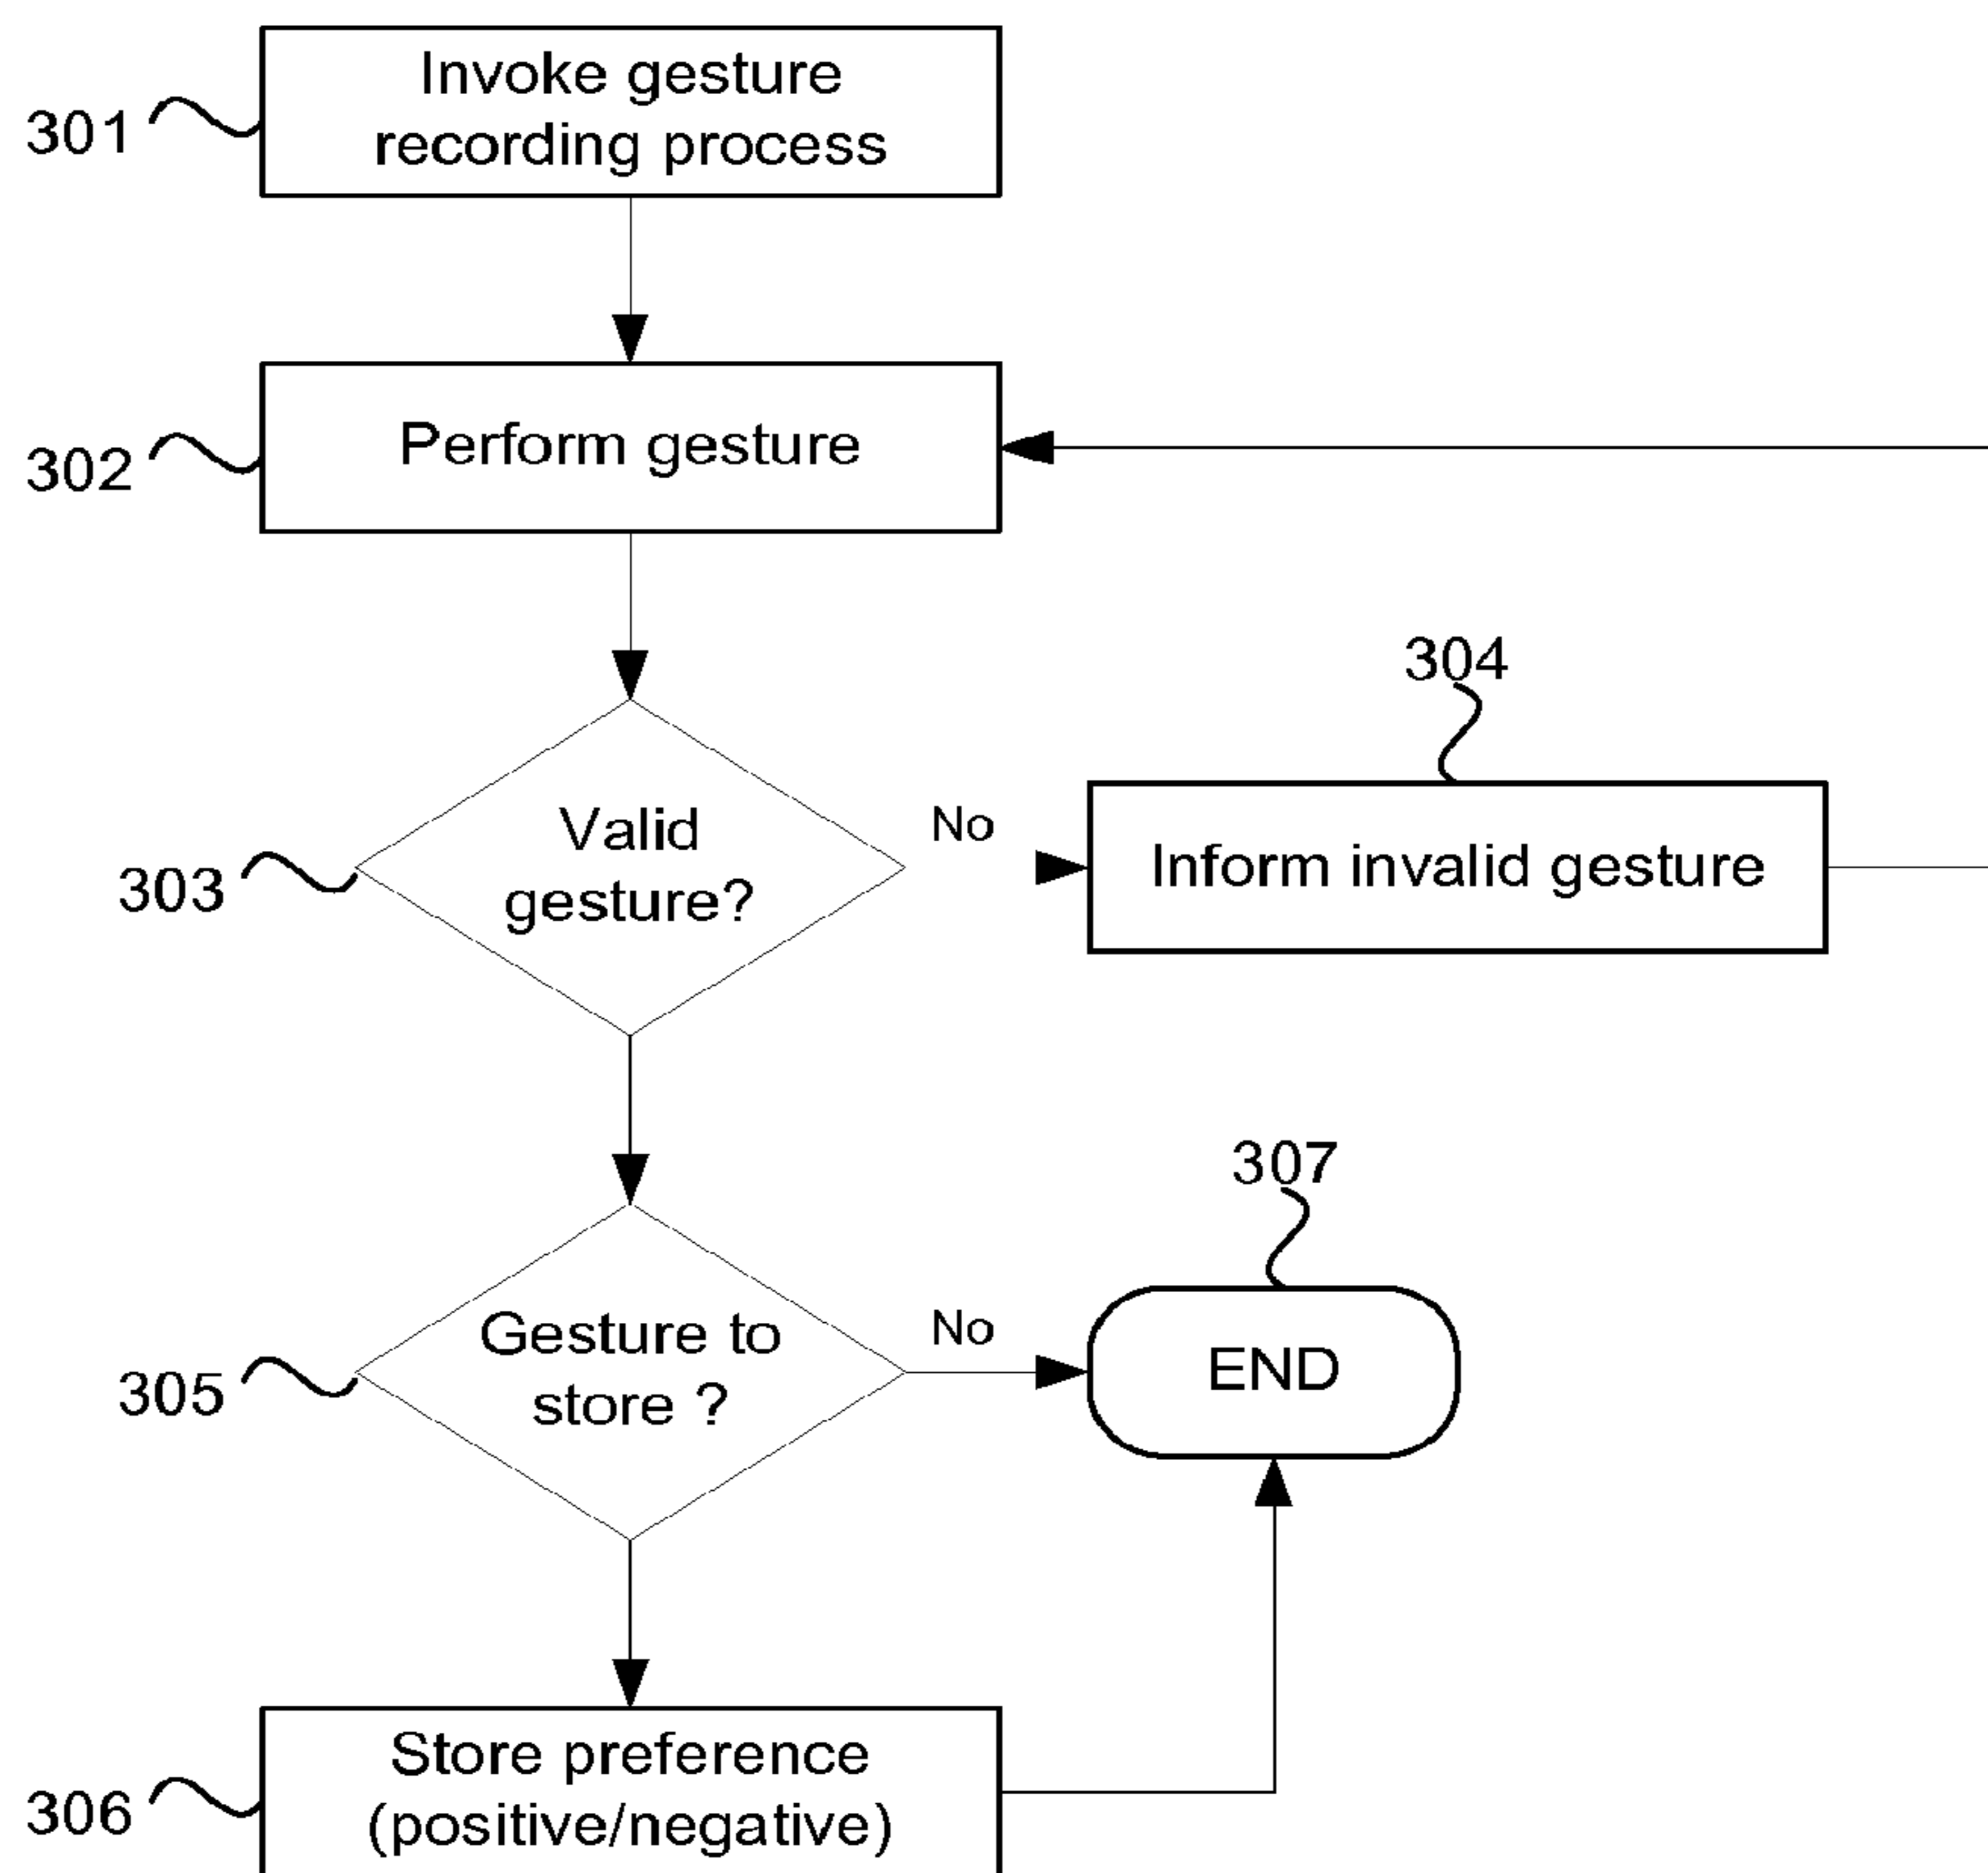 Invoke gesture
recording process
301
Perform gesture
302
304
Valid
gesture?
No
Inform invalid gesture
303
307
Gesture to
store ?
No
END
305
Store preference
(positive/negative)
306